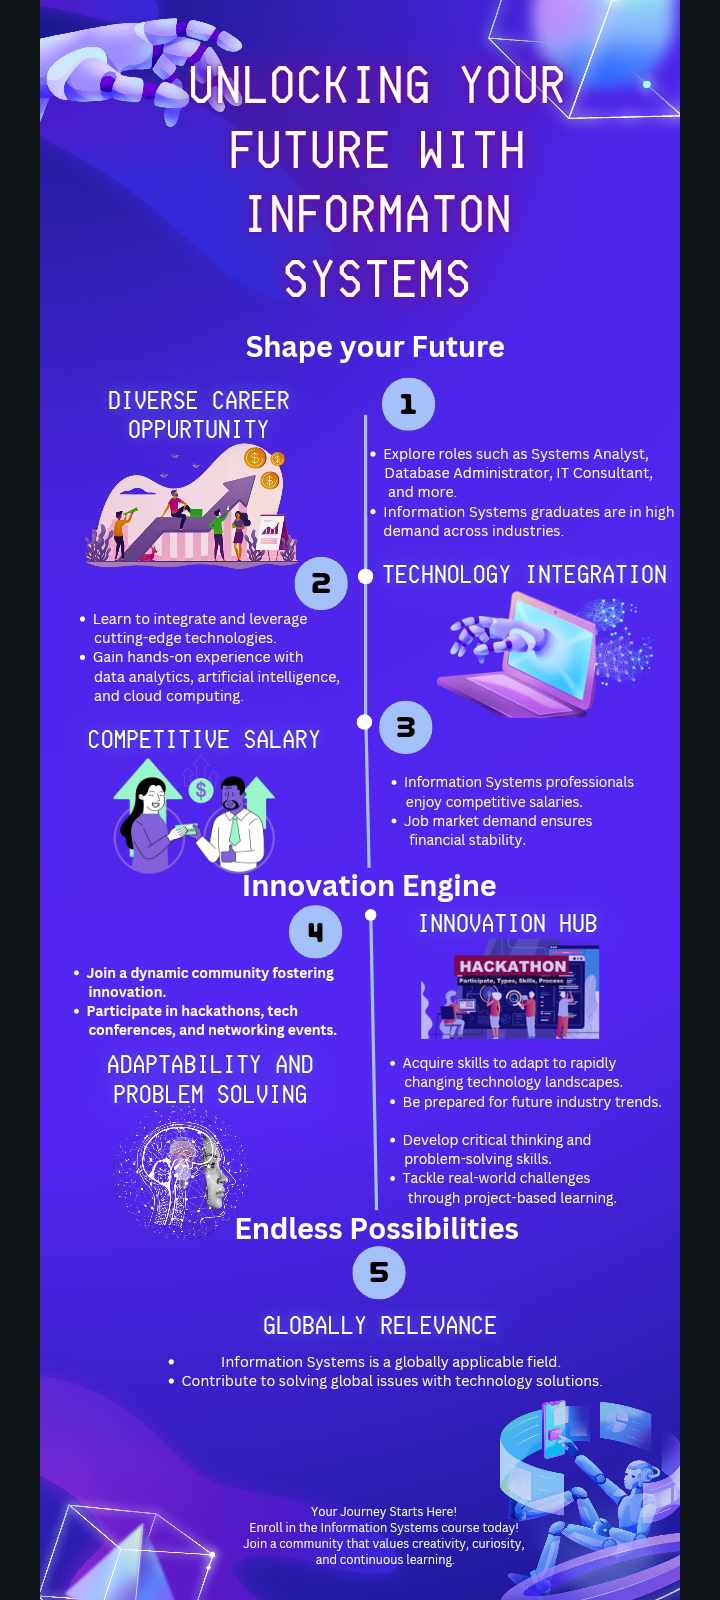 UNLOCKING YOUR
FUTURE WITH
INFORMATON
SYSTEMS
Shape your Future
DIVERSE CAREER
OPPURTUNITY
1
• Explore roles such as Systems Analyst,
Database Administrator, IT Consultant,
and more.
• Information Systems graduates are in high
demand across industries.
2
TECHNOLOGY INTEGRATION
• Learn to integrate and leverage
cutting-edge technologies.
• Gain hands-on experience with
data analytics, artificial intelligence,
and cloud computing.
COMPETITIVE SALARY
$
3
• Information Systems professionals
enjoy competitive salaries.
• Job market demand ensures
financial stability.
Innovation Engine
4
INNOVATION HUB
HACKATHON
Participate, Types, Skills, Process
• Join a dynamic community fostering
innovation.
• Participate in hackathons, tech
conferences, and networking events.
ADAPTABILITY AND
PROBLEM SOLVING
• Acquire skills to adapt to rapidly
changing technology landscapes.
• Be prepared for future industry trends.
• Develop critical thinking and
problem-solving skills.
• Tackle real-world challenges
through project-based learning.
Endless Possibilities
5
GLOBALLY RELEVANCE
• Information Systems is a globally applicable field.
• Contribute to solving global issues with technology solutions.
Your Journey Starts Here!
Enroll in the Information Systems course today!
Join a community that values creativity, curiosity,
and continuous learning.